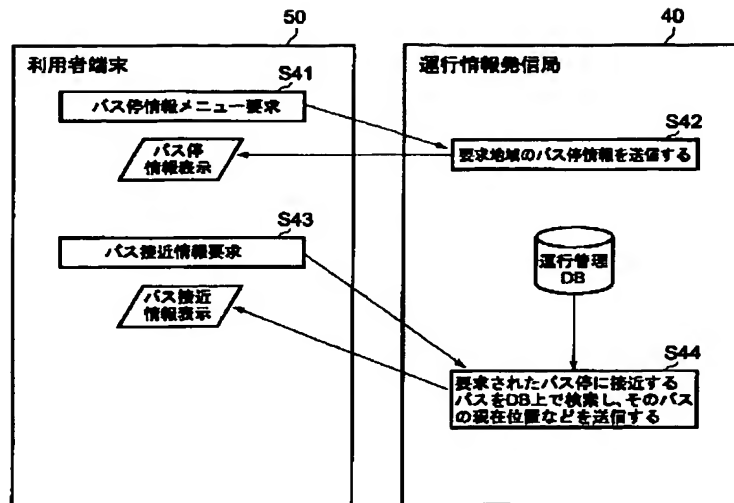 50
利用者端末
S41
バス停情報メニュー要求
バス停
情報表示
S43
バス接近情報要求
バス接近
情報表示
40
運行情報発信局
S42
要求地域のバス停情報を送信する
運行管理
DB
S44
要求されたバス停に接近する
バスをDB上で検索し、そのバス
の現在位置などを送信する